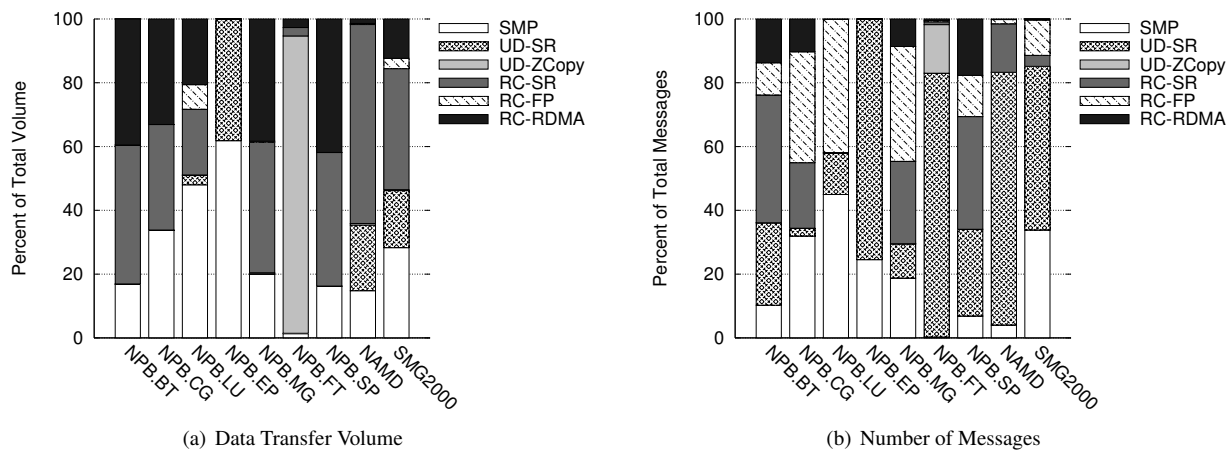 100
80
60
40
20
0
Percent of Total Volume
NPB.BT
NPB.CG
NPB.LU
NPB.EP
NPB.MG
NPB.FT
NPB.SP
NAMD
SMG2000
SMP
UD-SR
UD-ZCopy
RC-SR
RC-FP
RC-RDMA
(a) Data Transfer Volume
100
80
60
40
20
0
Percent of Total Messages
NPB.BT
NPB.CG
NPB.LU
NPB.EP
NPB.MG
NPB.FT
NPB.SP
NAMD
SMG2000
SMP
UD-SR
UD-ZCopy
RC-SR
RC-FP
RC-RDMA
(b) Number of Messages